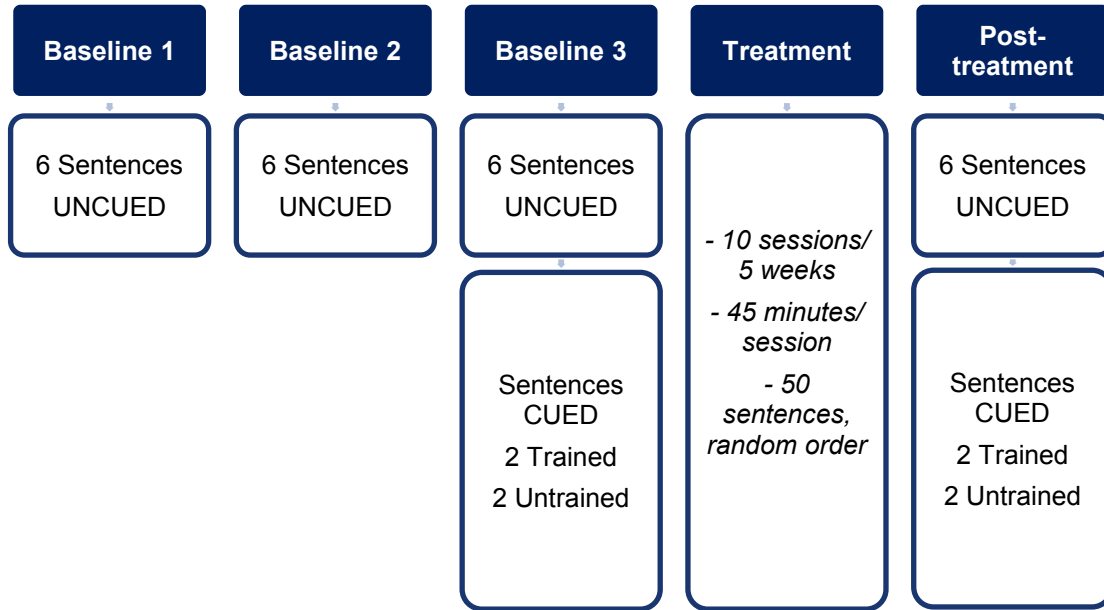 Baseline 1
6 Sentences
UNCUED
Baseline 2
6 Sentences
UNCUED
Baseline 3
6 Sentences
UNCUED
Sentences
CUED
2 Trained
2 Untrained
Treatment
- 10 sessions/
5 weeks
- 45 minutes/
session
- 50
sentences,
random order
Post-
treatment
6 Sentences
UNCUED
Sentences
CUED
2 Trained
2 Untrained